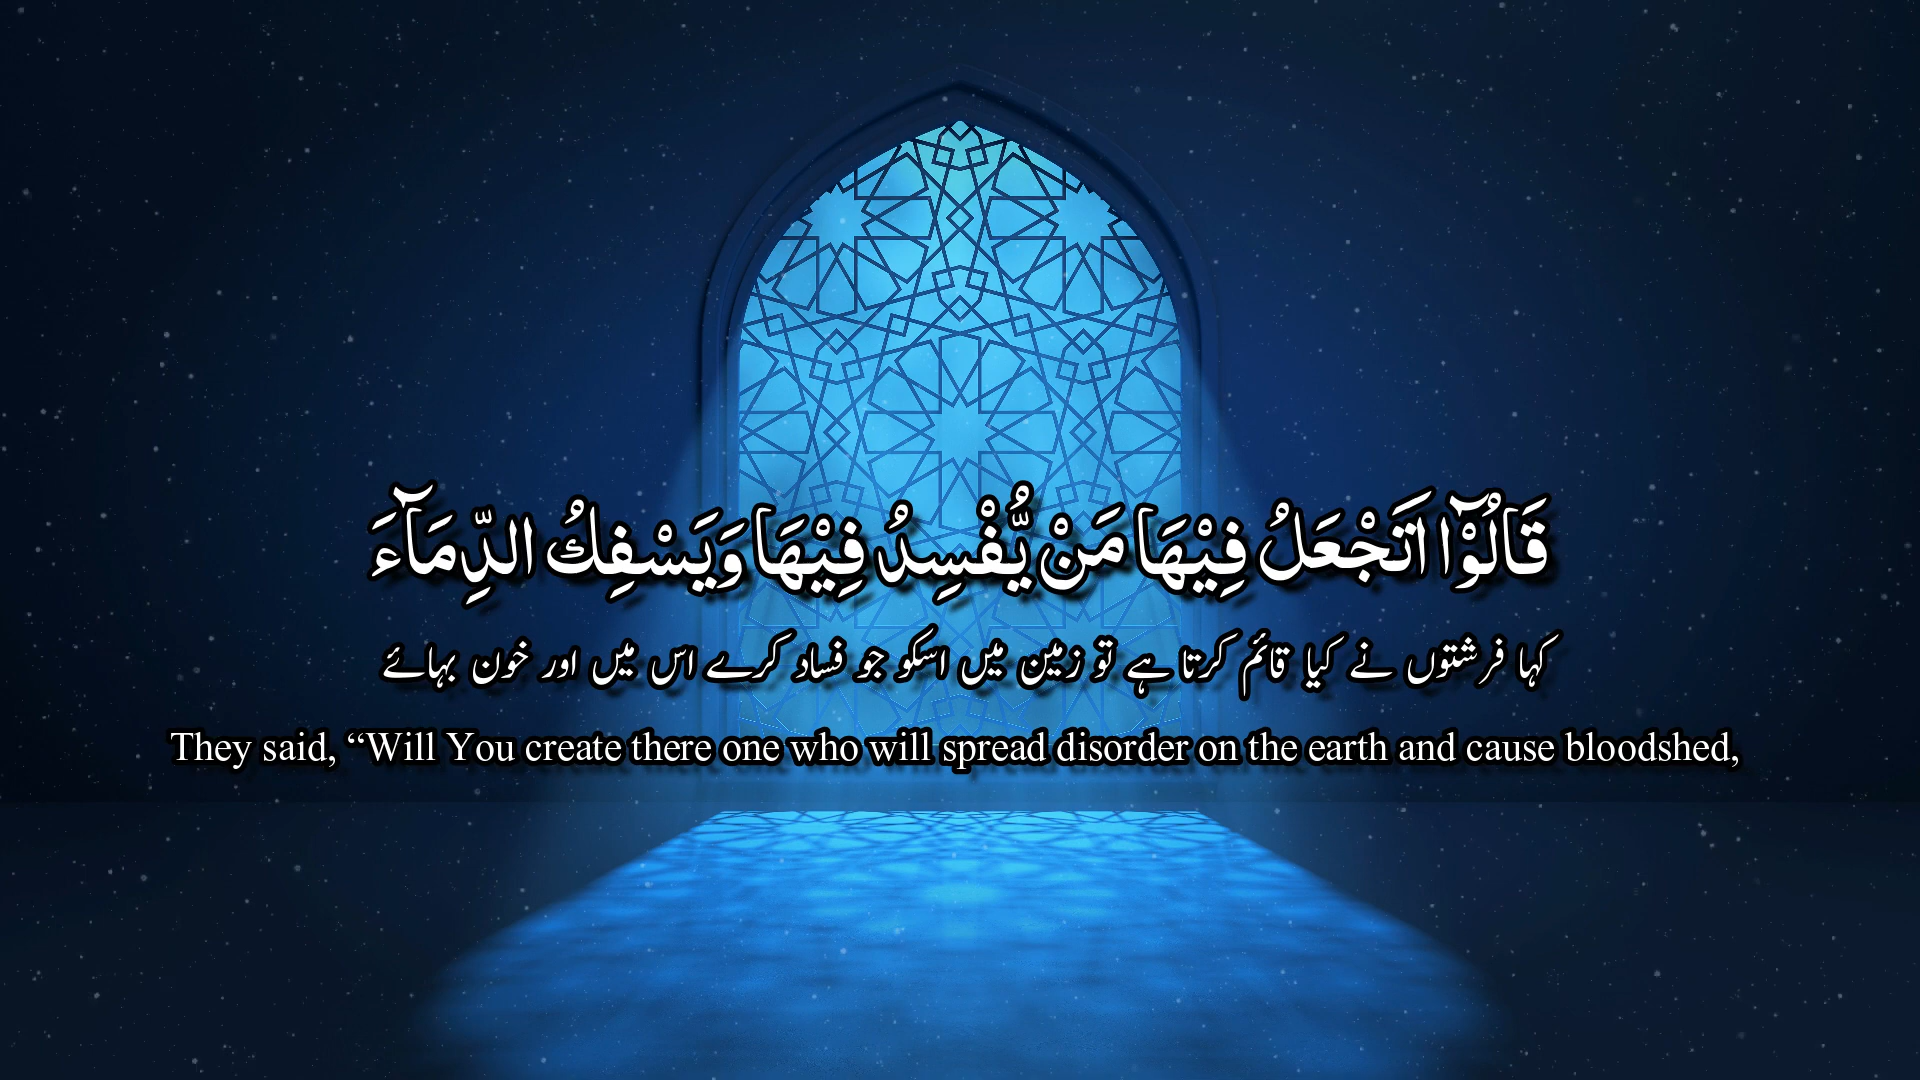 قَالُوْٓا اَتَجْعَلُ فِيْهَا مَنْ يُّفْسِدُ فِيْهَا وَيَسْفِكُ الدِّمَآءَ
کہا فرشتوں نے کیا قائم کرتا ہے تو زمین میں اسکو جو فساد کرے اس میں اور خون بہائے
They said, “Will You create there one who will spread disorder on the earth and cause bloodshed,